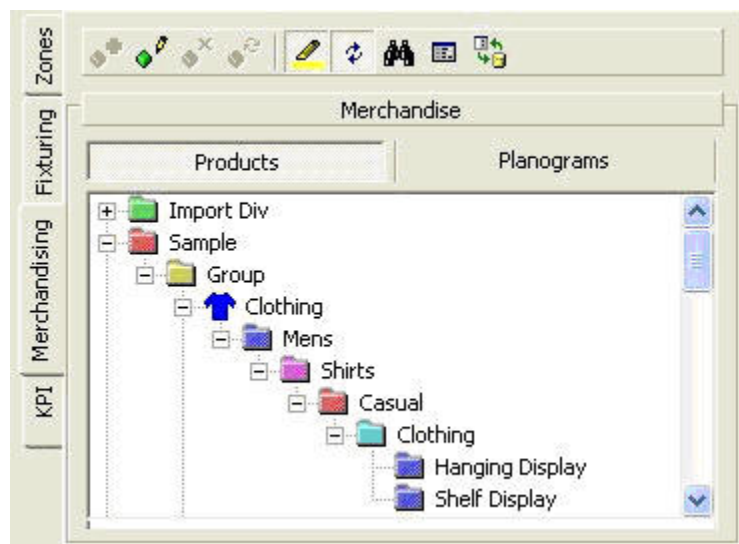 Zones
Fixturing
Merchandising
KPI
Merchandise
Products Planograms
Import Div
Sample
Group
Clothing
Mens
Shirts
Casual
Clothing
Hanging Display
Shelf Display